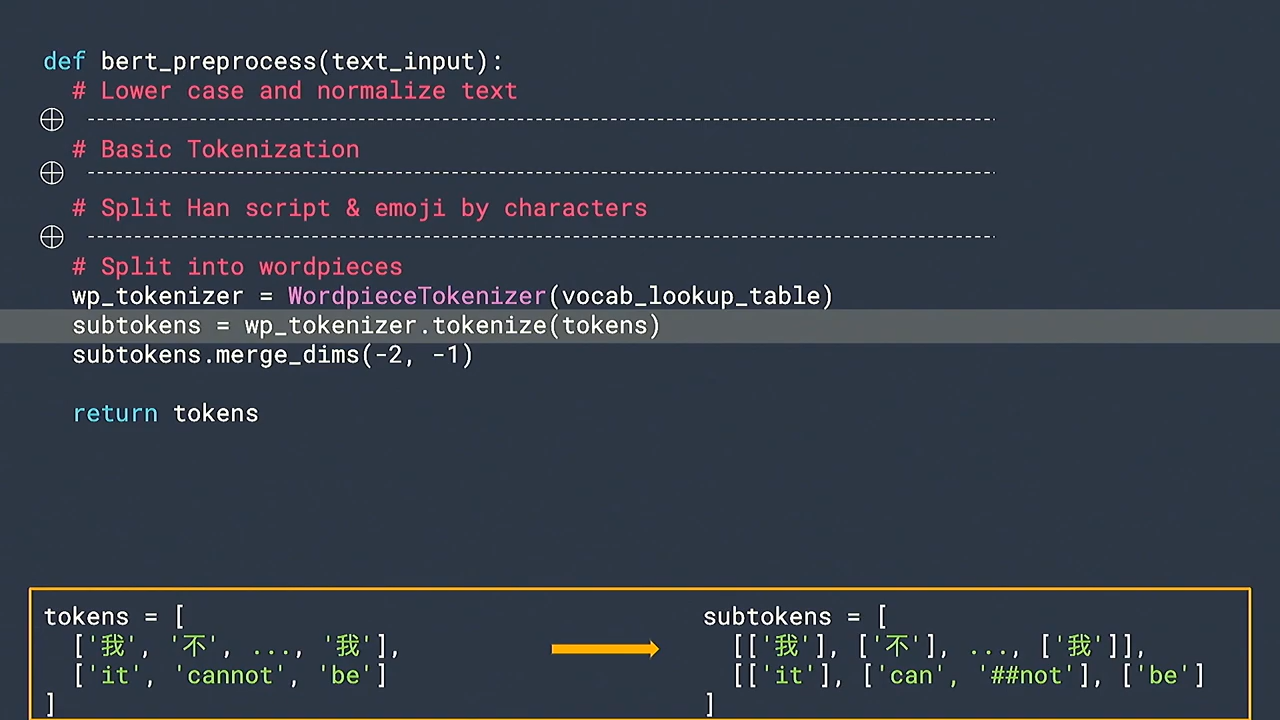 def bert_preprocess(text_input):
# Lower case and normalize text
# Basic Tokenization
# Split Han script & emoji by characters
# Split into wordpieces
wp_tokenizer = WordpieceTokenizer(vocab_lookup_table)
subtokens = wp_tokenizer.tokenize(tokens)
subtokens.merge_dims(-2, -1)
return tokens
tokens = [
['我', '不', ..., '我'],
['it', 'cannot', 'be']
]
subtokens = [
[['我'], ['不'], ..., ['我']],
[['it'], ['can', '##not'], ['be']
]